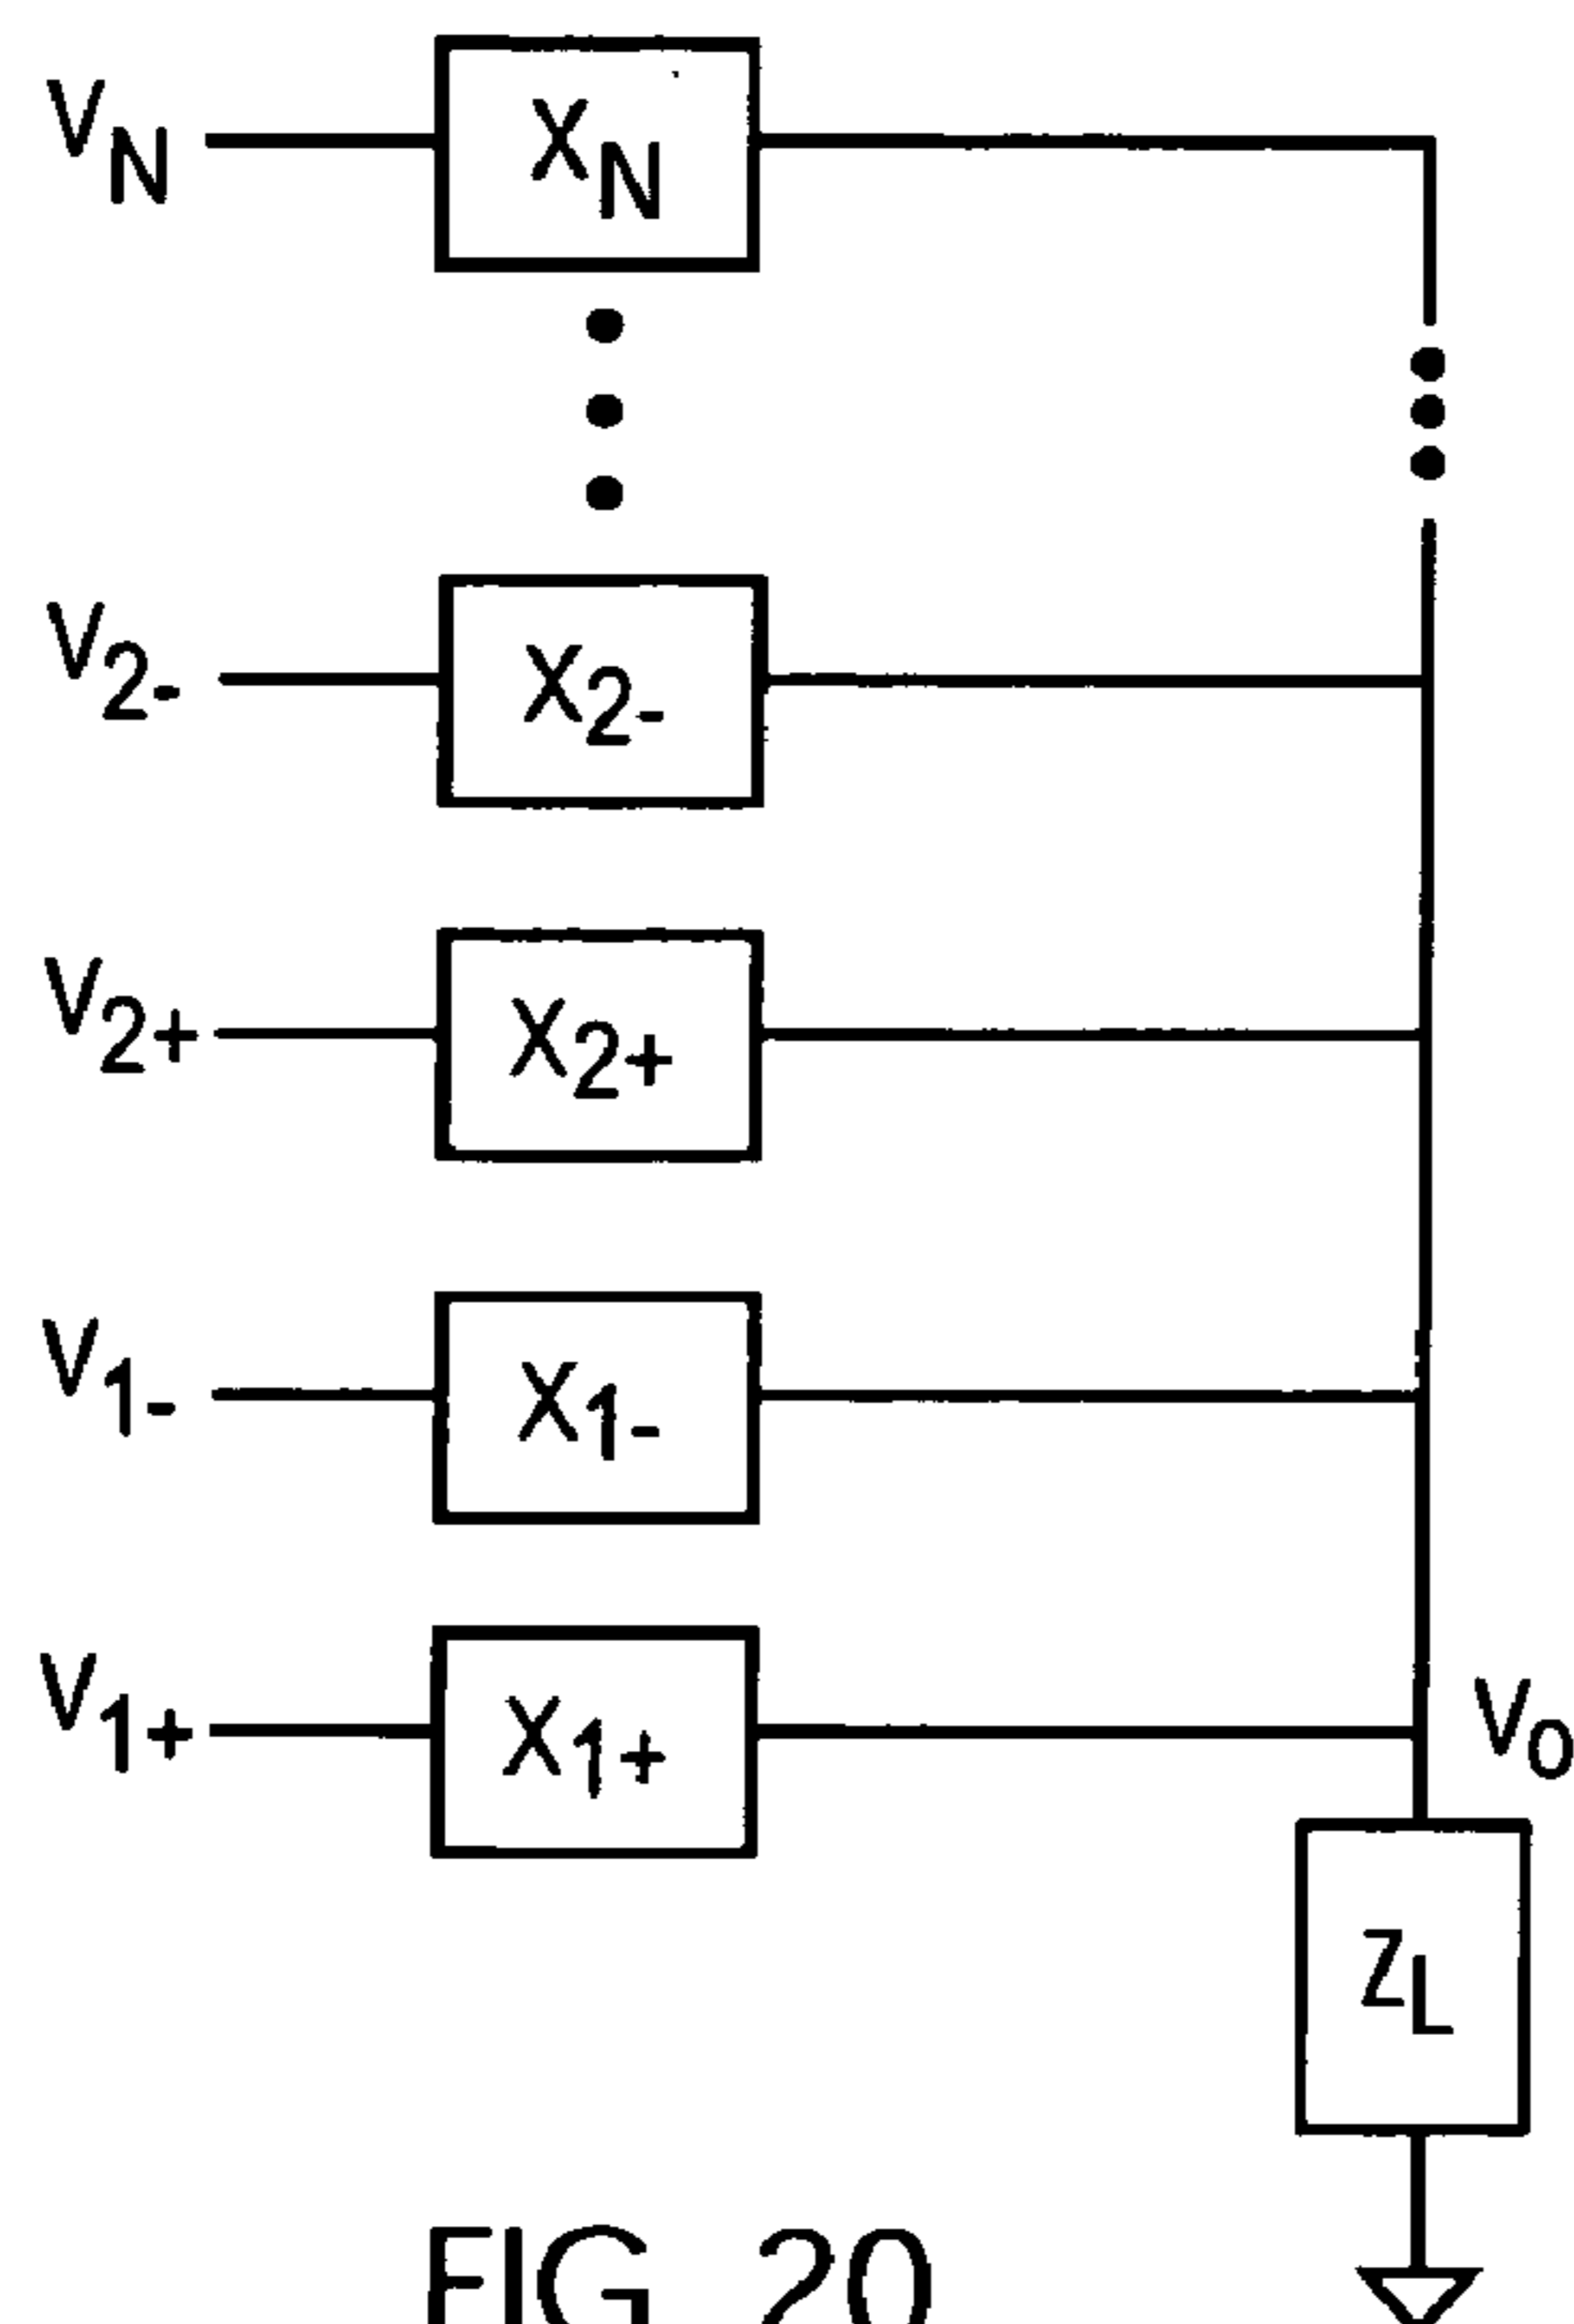 VN XN
V2- X2-
V2+ X2+
V1- X1-
V1+ X1+ VO
ZL
FIG 20